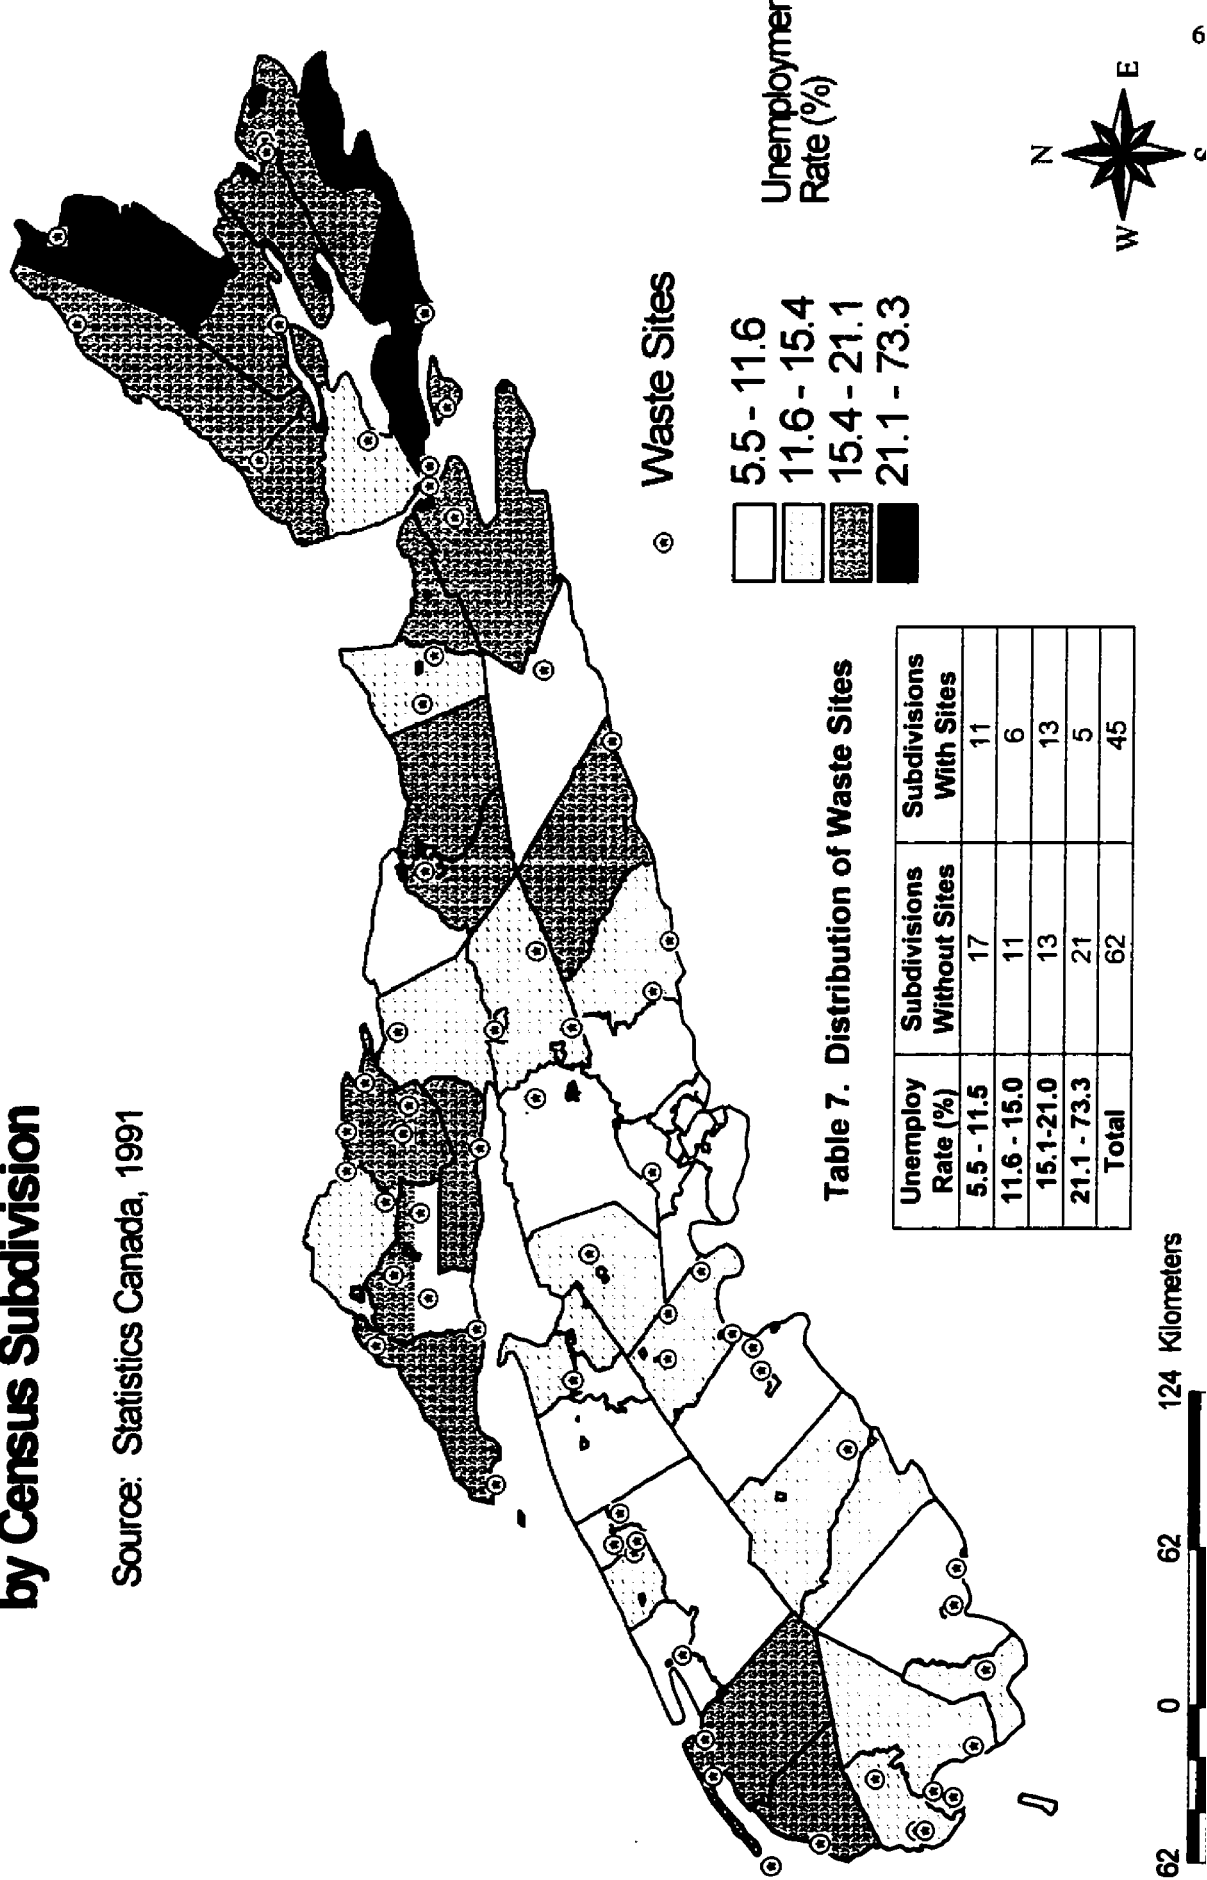 by Census Subdivision
Source: Statistics Canada, 1991
Waste Sites
Unemploymen
Rate (%)
5.5 - 11.6
11.6 - 15.4
15.4 - 21.1
21.1 - 73.3
N
W E
S
Table 7. Distribution of Waste Sites
Unemploy Rate (%) Subdivisions Without Sites Subdivisions With Sites
5.5 - 11.5 17 11
11.6 - 15.0 11 6
15.1-21.0 13 13
21.1 - 73.3 21 5
Total 62 45
62 0 62 124 Kilometers
6